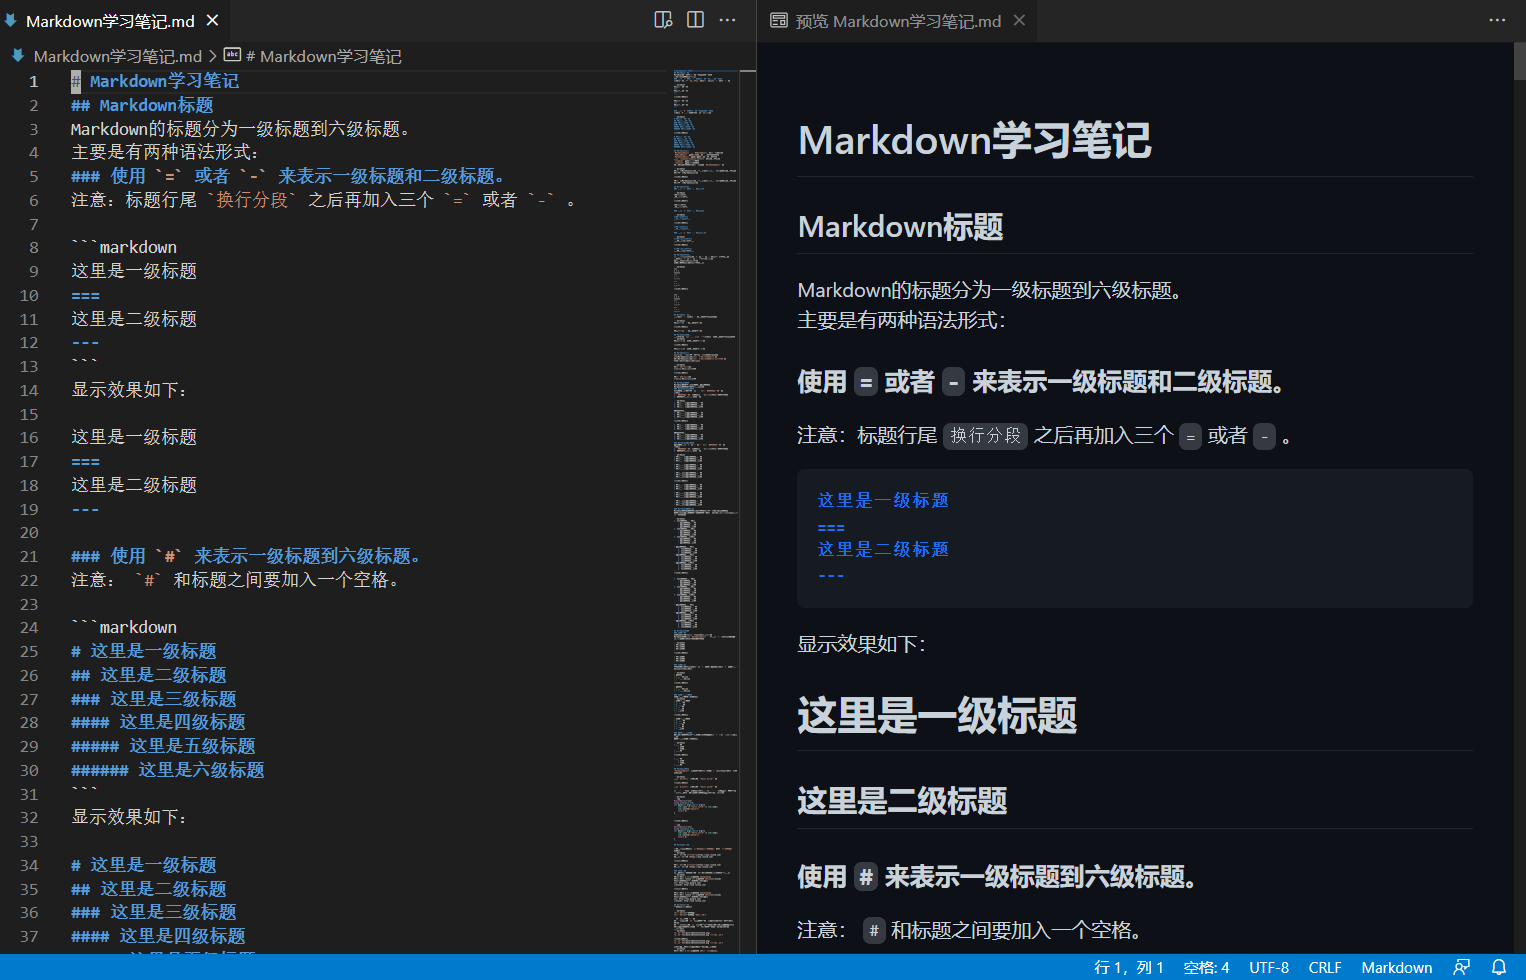 Markdown学习笔记.md
Markdown学习笔记.md > # Markdown学习笔记
1 # Markdown学习笔记
2 ## Markdown标题
3 Markdown的标题分为一级标题到六级标题。
4 主要是有两种语法形式：
5 ### 使用 `=` 或者 `-` 来表示一级标题和二级标题。
6 注意：标题行尾 `换行分段` 之后再加入三个 `=` 或者 `-` 。
7
8 ```markdown
9 这里是一级标题
10 ===
11 这里是二级标题
12 ---
13 ```
14 显示效果如下：
15
16 这里是一级标题
17 ===
18 这里是二级标题
19 ---
20
21 ### 使用 `#` 来表示一级标题到六级标题。
22 注意： `#` 和标题之间要加入一个空格。
23
24 ```markdown
25 # 这里是一级标题
26 ## 这里是二级标题
27 ### 这里是三级标题
28 #### 这里是四级标题
29 ##### 这里是五级标题
30 ###### 这里是六级标题
31 ```
32 显示效果如下：
33
34 # 这里是一级标题
35 ## 这里是二级标题
36 ### 这里是三级标题
37 #### 这里是四级标题
预览 Markdown学习笔记.md
Markdown学习笔记
Markdown标题
Markdown的标题分为一级标题到六级标题。
主要是有两种语法形式：
使用 = 或者 - 来表示一级标题和二级标题。
注意：标题行尾 换行分段 之后再加入三个 = 或者 - 。
这里是一级标题
===
这里是二级标题
---
显示效果如下：
这里是一级标题
这里是二级标题
使用 # 来表示一级标题到六级标题。
注意： # 和标题之间要加入一个空格。
行 1，列 1 空格: 4 UTF-8 CRLF Markdown